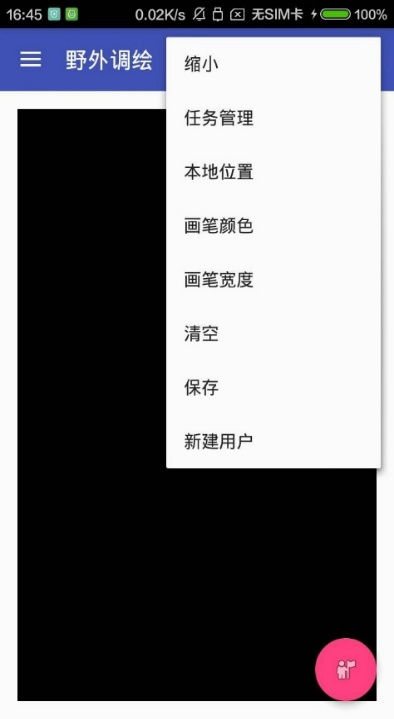 16:45 0.02K/s 无SIM卡 100%
野外调绘
缩小
任务管理
本地位置
画笔颜色
画笔宽度
清空
保存
新建用户